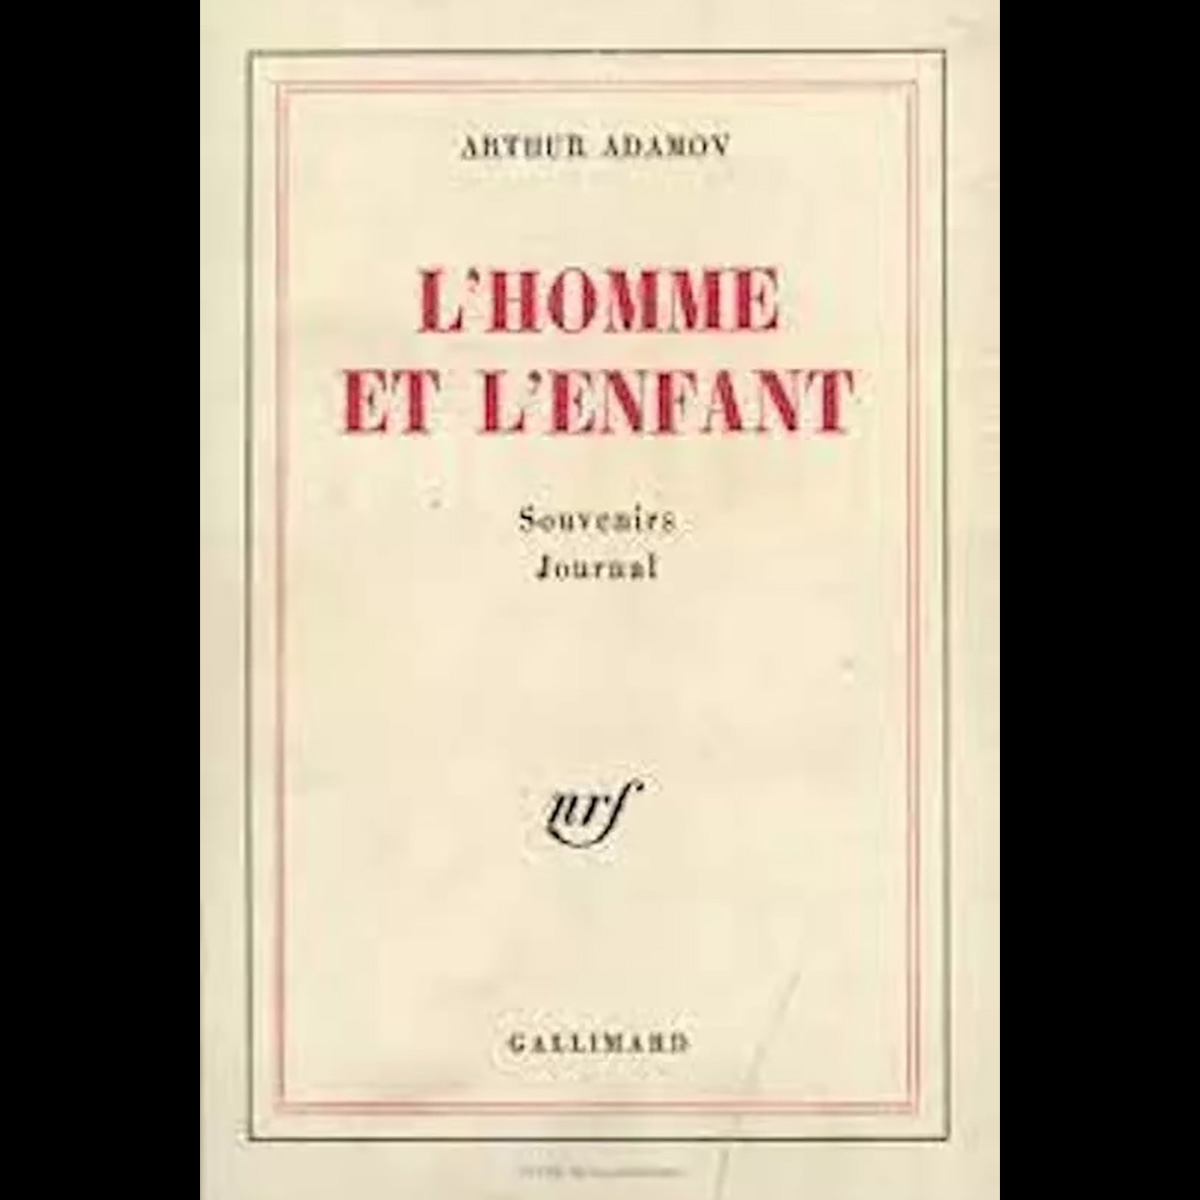 ARTHUR ADAMOV
L'HOMME
ET L'ENFANT
Souvenirs
Journal
nrf
GALLIMARD